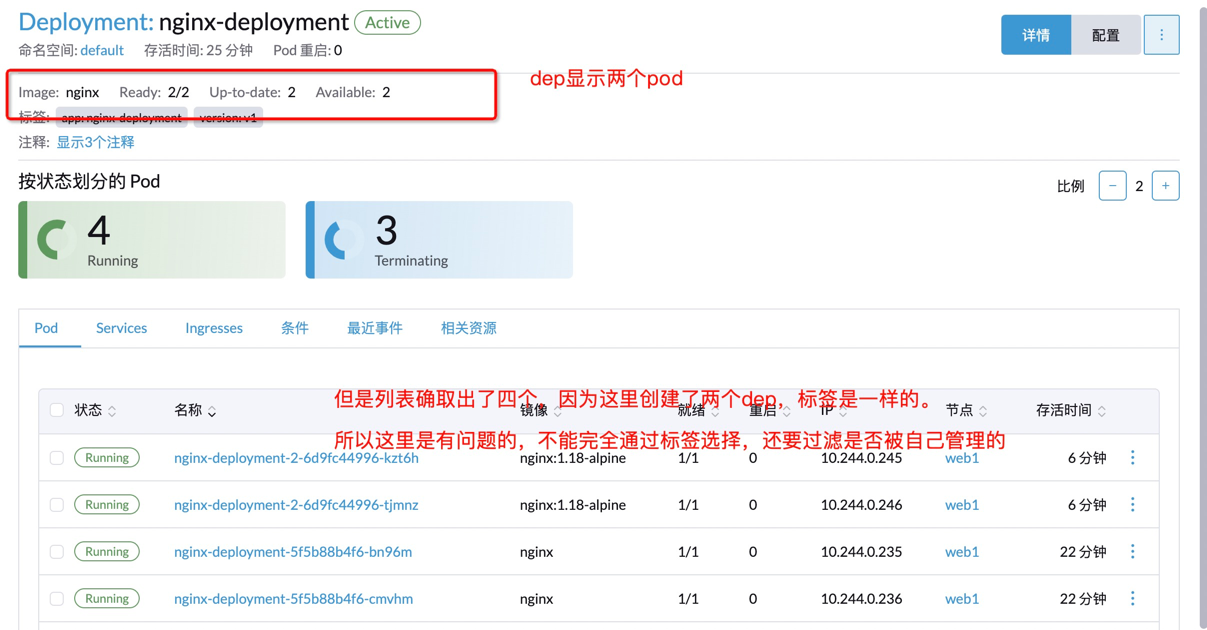 Deployment: nginx-deployment Active
命名空间: default 存活时间: 25 分钟 Pod 重启: 0
详情 配置
dep显示两个pod
Image: nginx Ready: 2/2 Up-to-date: 2 Available: 2
标签: app:nginx-deployment version:v1
注释: 显示3个注释
按状态划分的 Pod
比例 − 2 +
4
Running
3
Terminating
Pod Services Ingresses 条件 最近事件 相关资源
但是列表确取出了四个，因为这里创建了两个dep，标签是一样的。
状态 名称 镜像 就绪 重启 IP 节点 存活时间
所以这里是有问题的，不能完全通过标签选择，还要过滤是否被自己管理的
Running nginx-deployment-2-6d9fc44996-kzt6h nginx:1.18-alpine 1/1 0 10.244.0.245 web1 6 分钟
Running nginx-deployment-2-6d9fc44996-tjmnz nginx:1.18-alpine 1/1 0 10.244.0.246 web1 6 分钟
Running nginx-deployment-5f5b88b4f6-bn96m nginx 1/1 0 10.244.0.235 web1 22 分钟
Running nginx-deployment-5f5b88b4f6-cmvhm nginx 1/1 0 10.244.0.236 web1 22 分钟